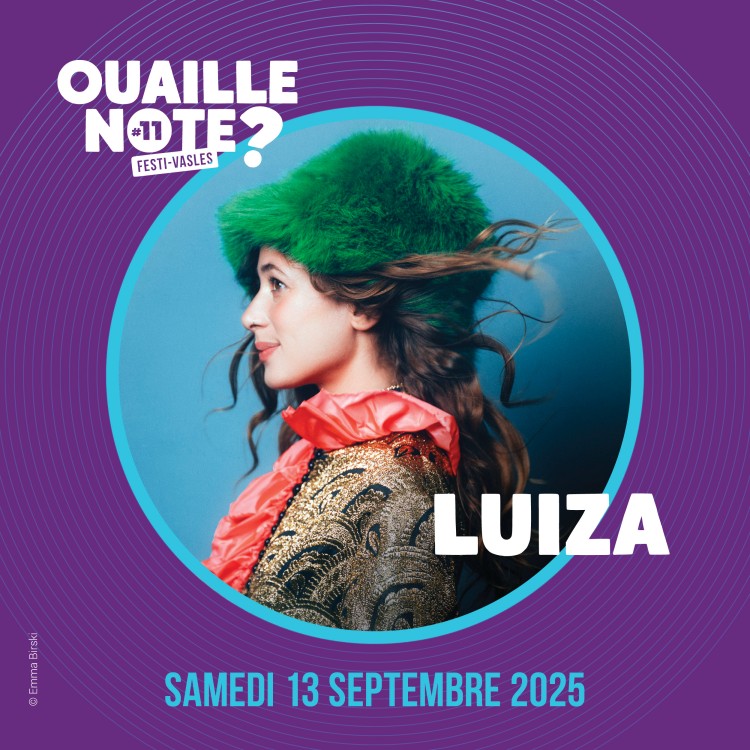 OUAILLE
NOTE?
#11
FESTI-VASLES
LUIZA
© Emma Birski
SAMEDI 13 SEPTEMBRE 2025